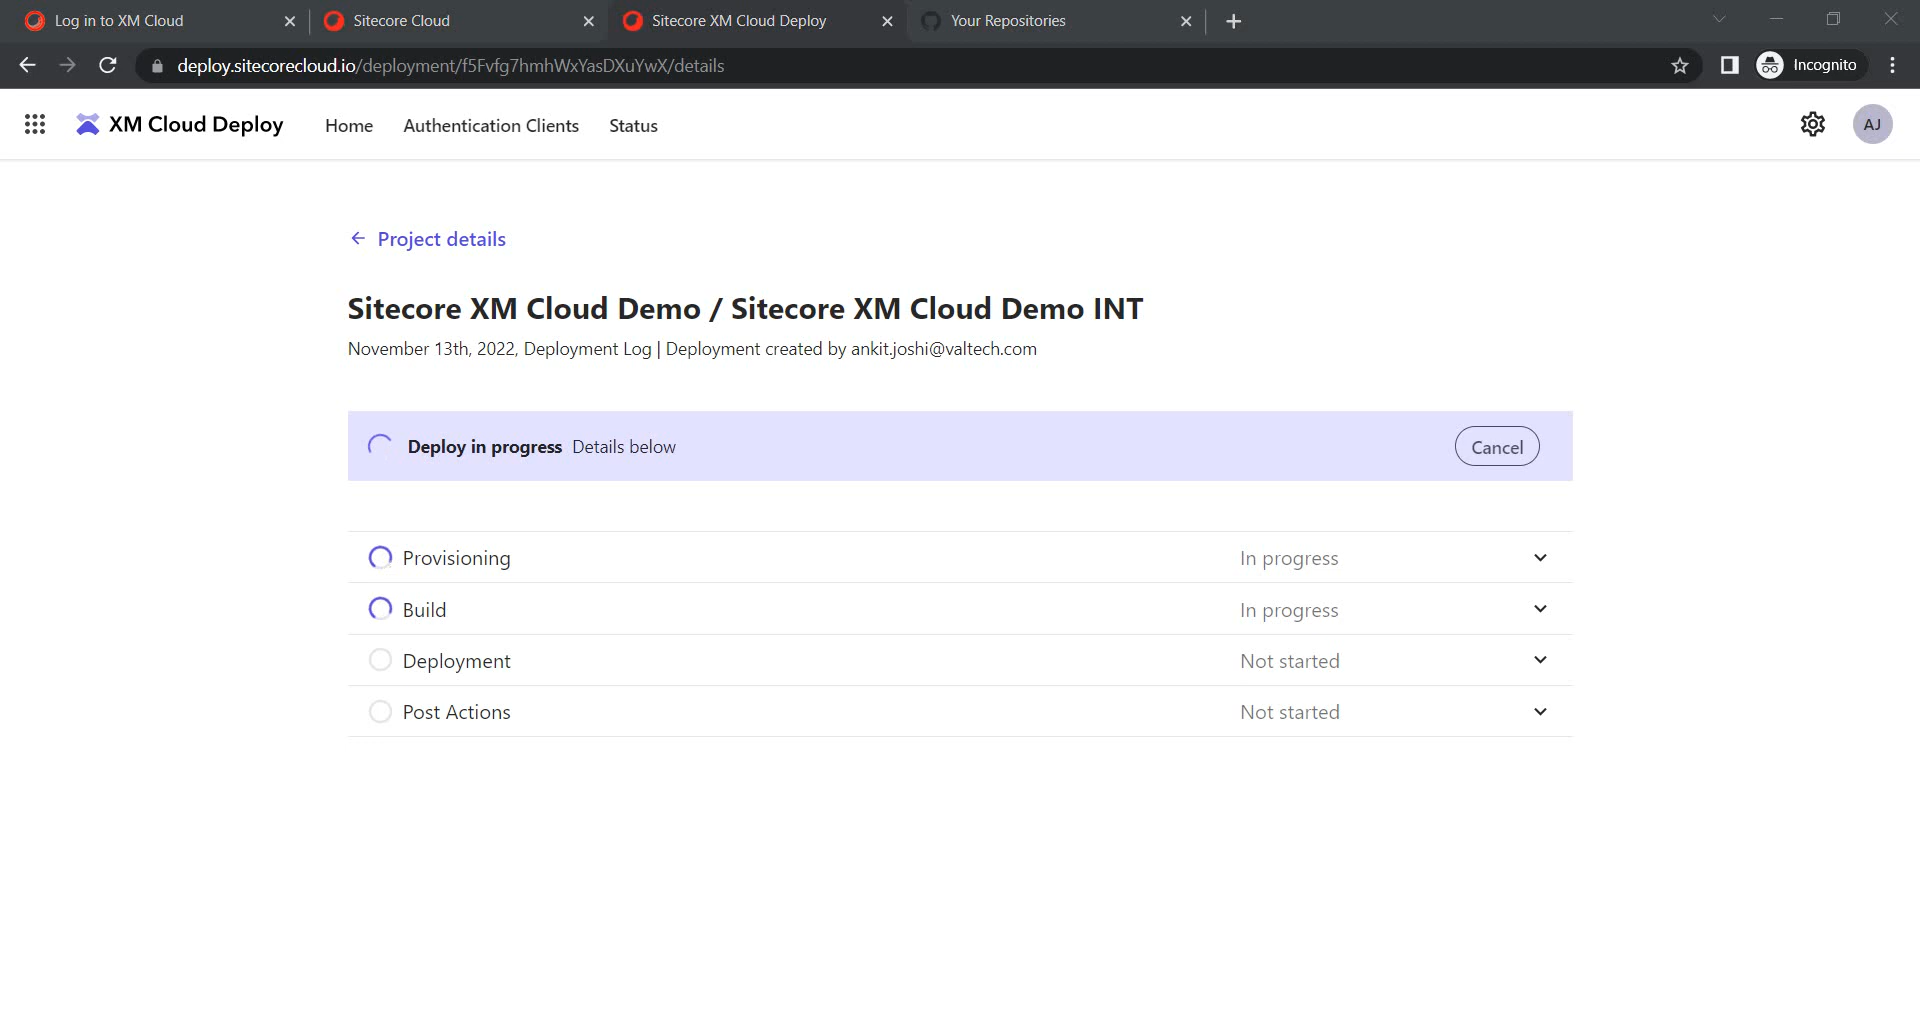 Log in to XM Cloud
Sitecore Cloud
Sitecore XM Cloud Deploy
Your Repositories
deploy.sitecorecloud.io/deployment/f5Fvfg7hmhWxYasDXuYwX/details
Incognito
XM Cloud Deploy
Home
Authentication Clients
Status
AJ
Project details
Sitecore XM Cloud Demo / Sitecore XM Cloud Demo INT
November 13th, 2022, Deployment Log | Deployment created by ankit.joshi@valtech.com
Deploy in progress Details below
Cancel
Provisioning In progress
Build In progress
Deployment Not started
Post Actions Not started